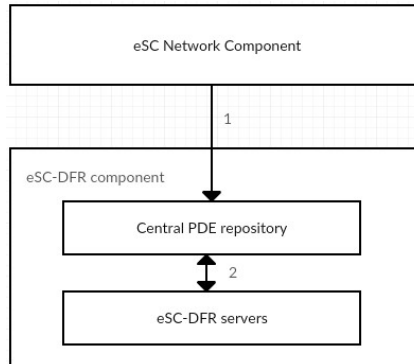 eSC Network Component
1
eSC-DFR component
Central PDE repository
2
eSC-DFR servers